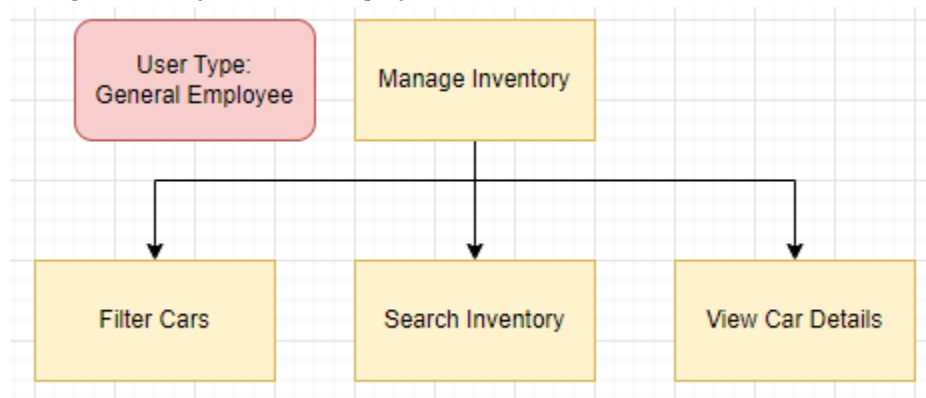 User Type:
General Employee
Manage Inventory
Filter Cars
Search Inventory
View Car Details